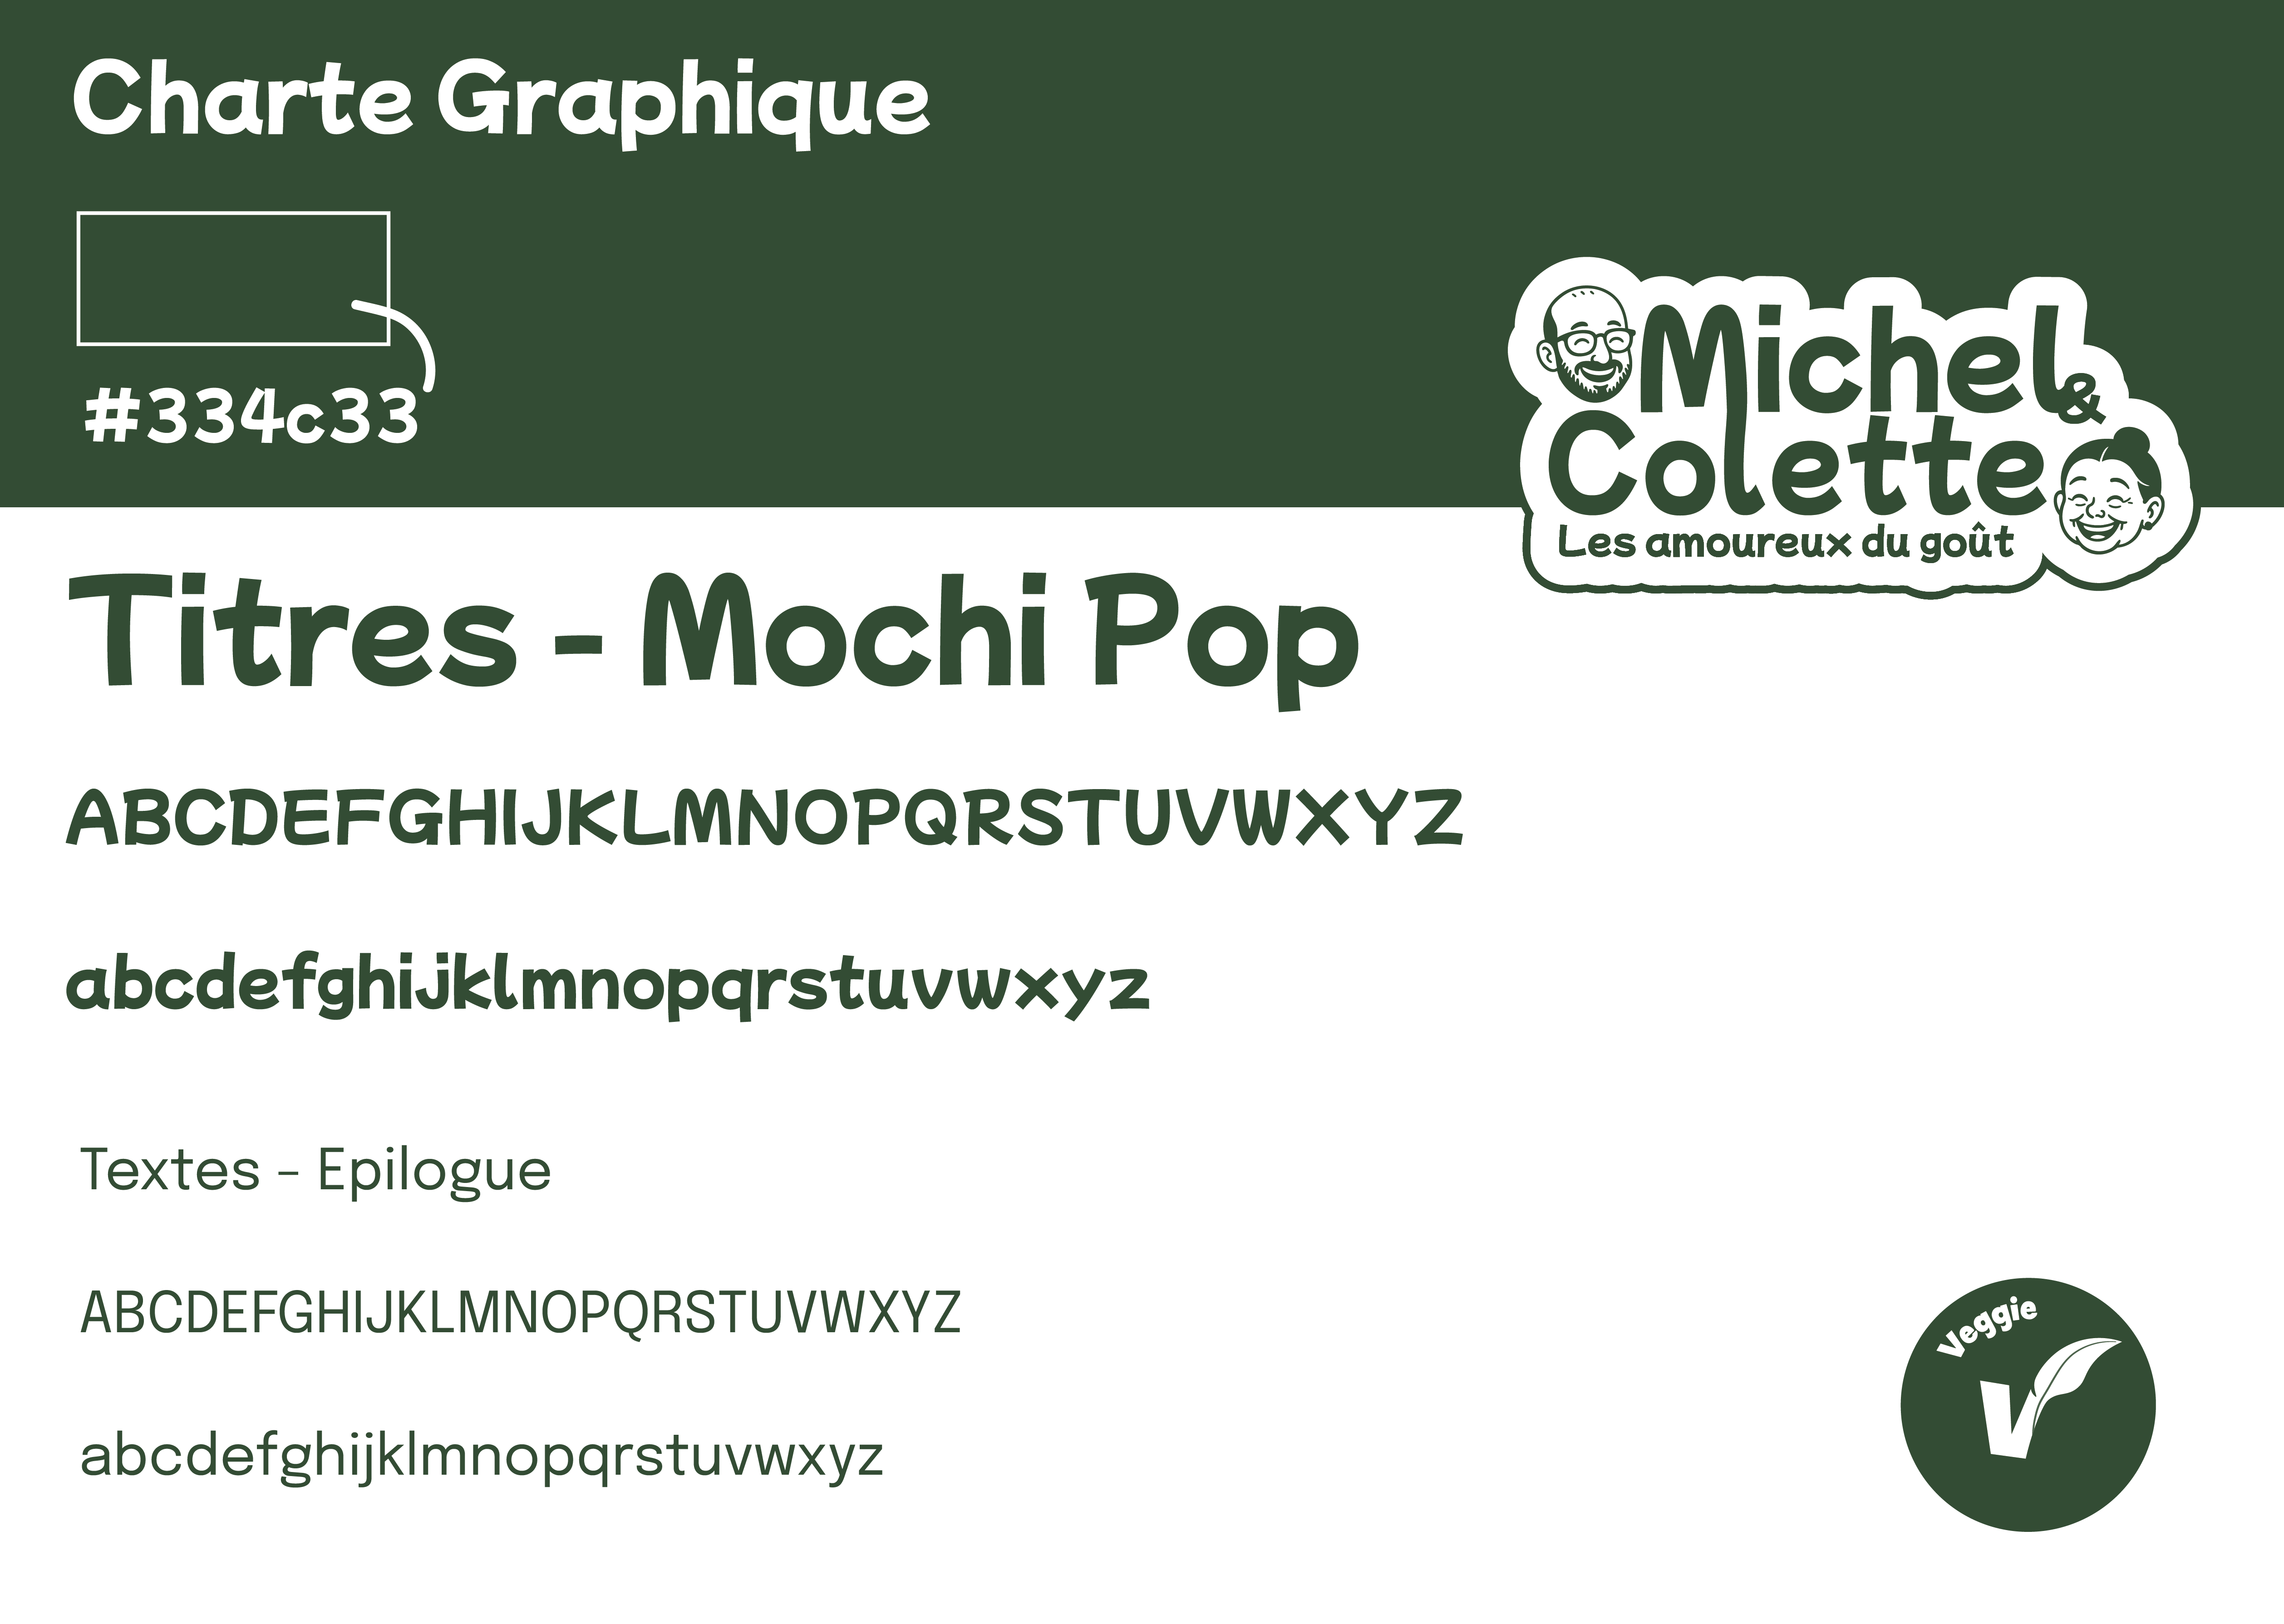 Charte Graphique
#334c33
Michel &
Colette
Les amoureux du goût
Titres - Mochi Pop
ABCDEFGHIJKLMNOPQRSTUVWXYZ
abcdefghijklmnopqrstuvwxyz
Textes - Epilogue
ABCDEFGHIJKLMNOPQRSTUVWXYZ
abcdefghijklmnopqrstuvwxyz
Veggie
V